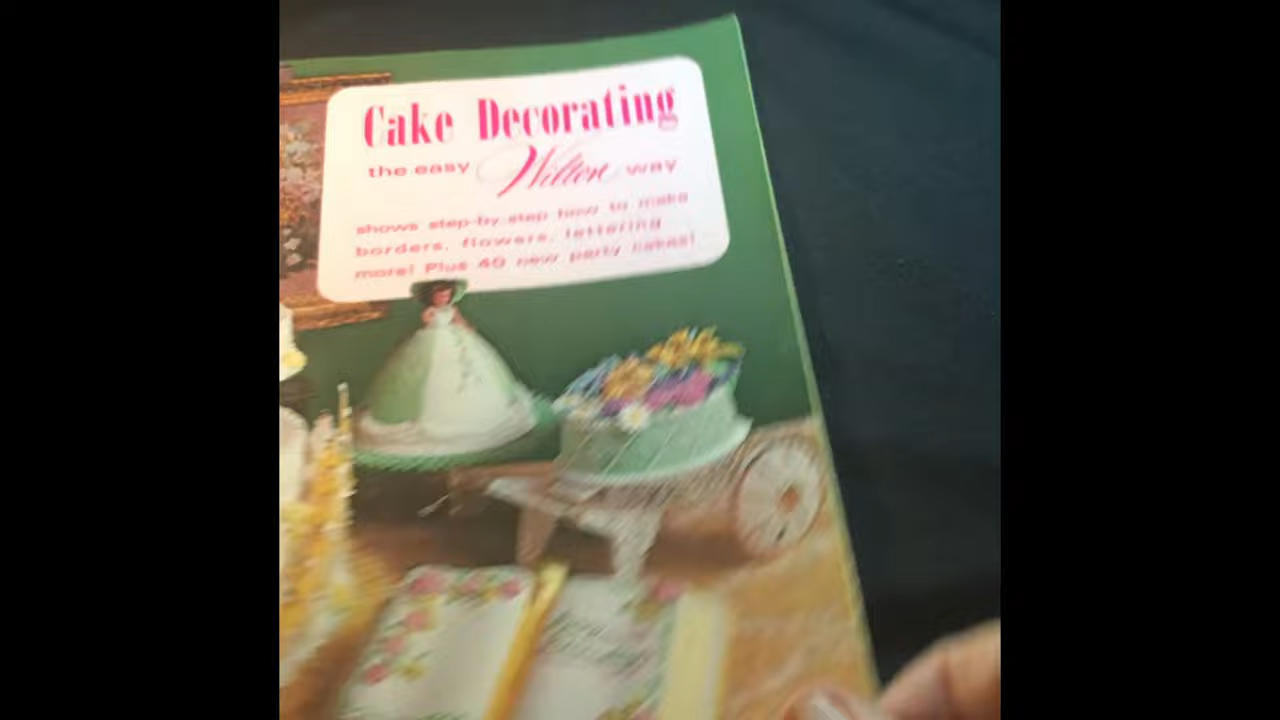 Cake Decorating
the easy Wilton way
shows step-by-step how to make
borders, flowers, lettering
more! Plus 40 new party cakes!